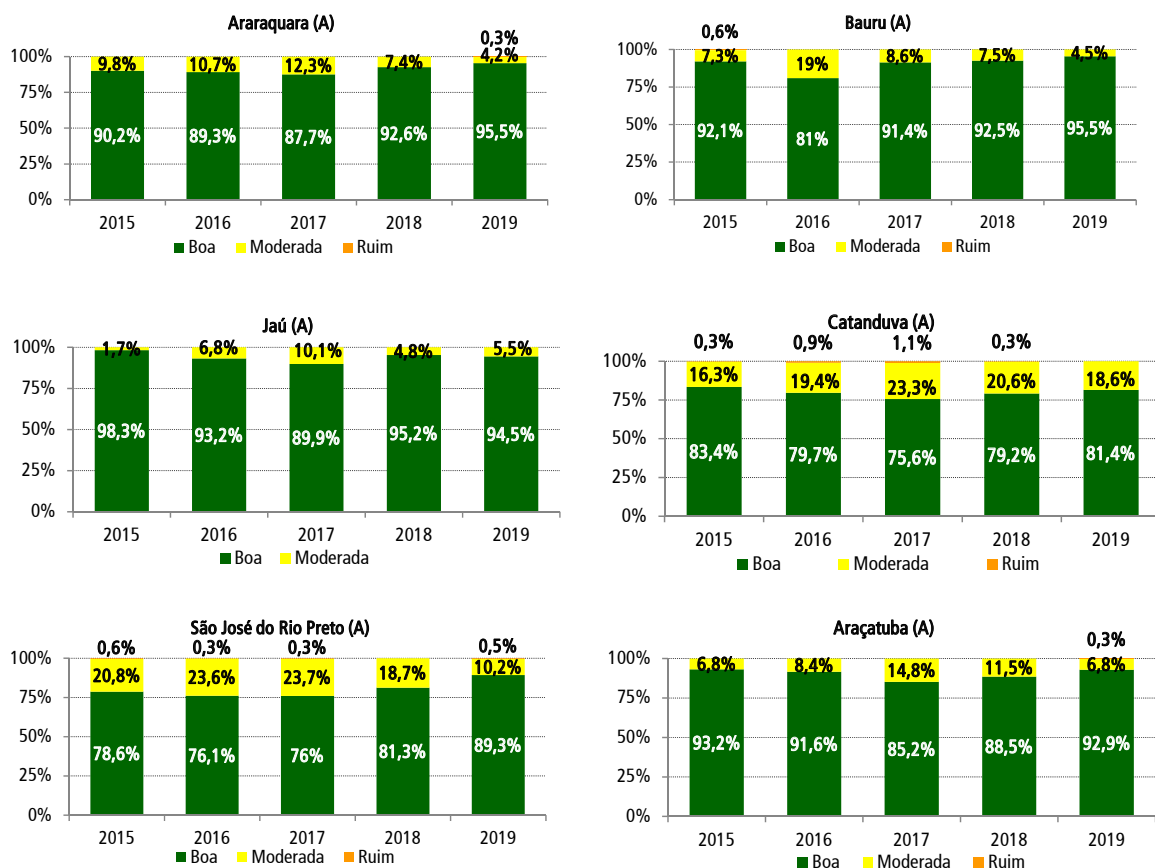 Araraquara (A)
0,3%
100%
9,8% 10,7% 12,3% 7,4% 4,2%
75%
50%
90,2% 89,3% 87,7% 92,6% 95,5%
25%
0%
2015 2016 2017 2018 2019
Boa Moderada Ruim
Bauru (A)
0,6%
100%
7,3% 19% 8,6% 7,5% 4,5%
75%
50%
92,1% 81% 91,4% 92,5% 95,5%
25%
0%
2015 2016 2017 2018 2019
Boa Moderada Ruim
Jaú (A)
100%
1,7% 6,8% 10,1% 4,8% 5,5%
75%
50%
98,3% 93,2% 89,9% 95,2% 94,5%
25%
0%
2015 2016 2017 2018 2019
Boa Moderada
Catanduva (A)
0,3% 0,9% 1,1% 0,3%
100%
16,3% 19,4% 23,3% 20,6% 18,6%
75%
50%
83,4% 79,7% 75,6% 79,2% 81,4%
25%
0%
2015 2016 2017 2018 2019
Boa Moderada Ruim
São José do Rio Preto (A)
0,6% 0,3% 0,3% 0,5%
100%
20,8% 23,6% 23,7% 18,7% 10,2%
75%
50%
78,6% 76,1% 76% 81,3% 89,3%
25%
0%
2015 2016 2017 2018 2019
Boa Moderada Ruim
Araçatuba (A)
0,3%
100%
6,8% 8,4% 14,8% 11,5% 6,8%
75%
50%
93,2% 91,6% 85,2% 88,5% 92,9%
25%
0%
2015 2016 2017 2018 2019
Boa Moderada Ruim